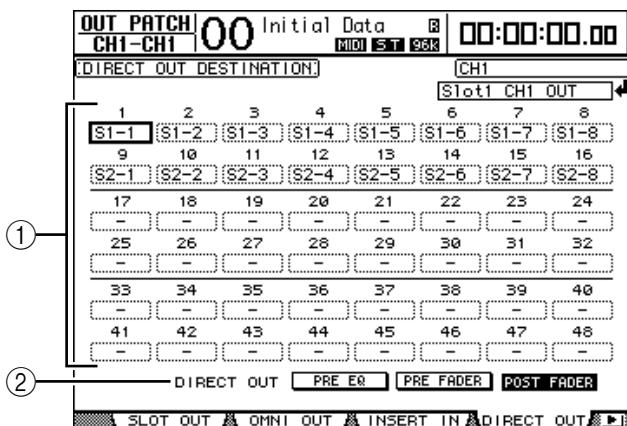 OUT PATCH 00 Initial Data R 00:00:00.00
CH1-CH1 MIDI ST 96K
DIRECT OUT DESTINATION CH1
Slot1 CH1 OUT
1 2 3 4 5 6 7 8
S1-1 S1-2 S1-3 S1-4 S1-5 S1-6 S1-7 S1-8
9 10 11 12 13 14 15 16
S2-1 S2-2 S2-3 S2-4 S2-5 S2-6 S2-7 S2-8
17 18 19 20 21 22 23 24
- - - - - - - -
1
25 26 27 28 29 30 31 32
- - - - - - - -
33 34 35 36 37 38 39 40
- - - - - - - -
41 42 43 44 45 46 47 48
- - - - - - - -
2 DIRECT OUT PRE EQ PRE FADER POST FADER
SLOT OUT OMNI OUT INSERT IN DIRECT OUT